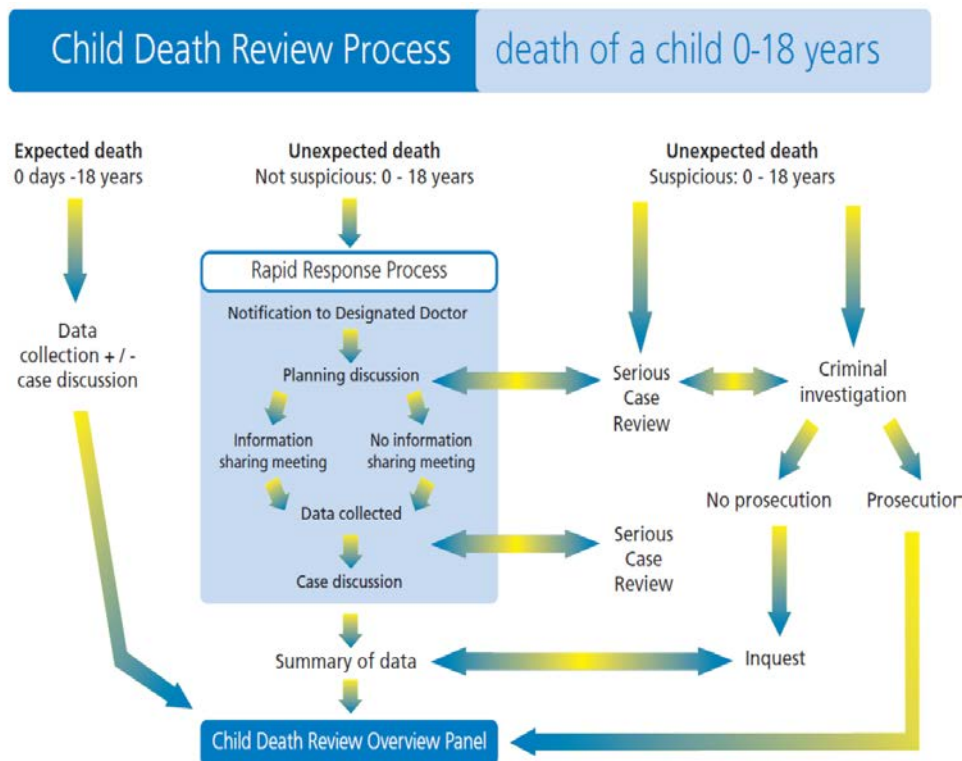 Child Death Review Process death of a child 0-18 years
Expected death
0 days -18 years
Unexpected death
Not suspicious: 0 - 18 years
Unexpected death
Suspicious: 0 - 18 years
Rapid Response Process
Notification to Designated Doctor
Planning discussion
Information
sharing meeting
No information
sharing meeting
Data collected
Case discussion
Data
collection + / -
case discussion
Serious
Case
Review
Criminal
investigation
No prosecution
Prosecution
Serious
Case
Review
Summary of data
Inquest
Child Death Review Overview Panel